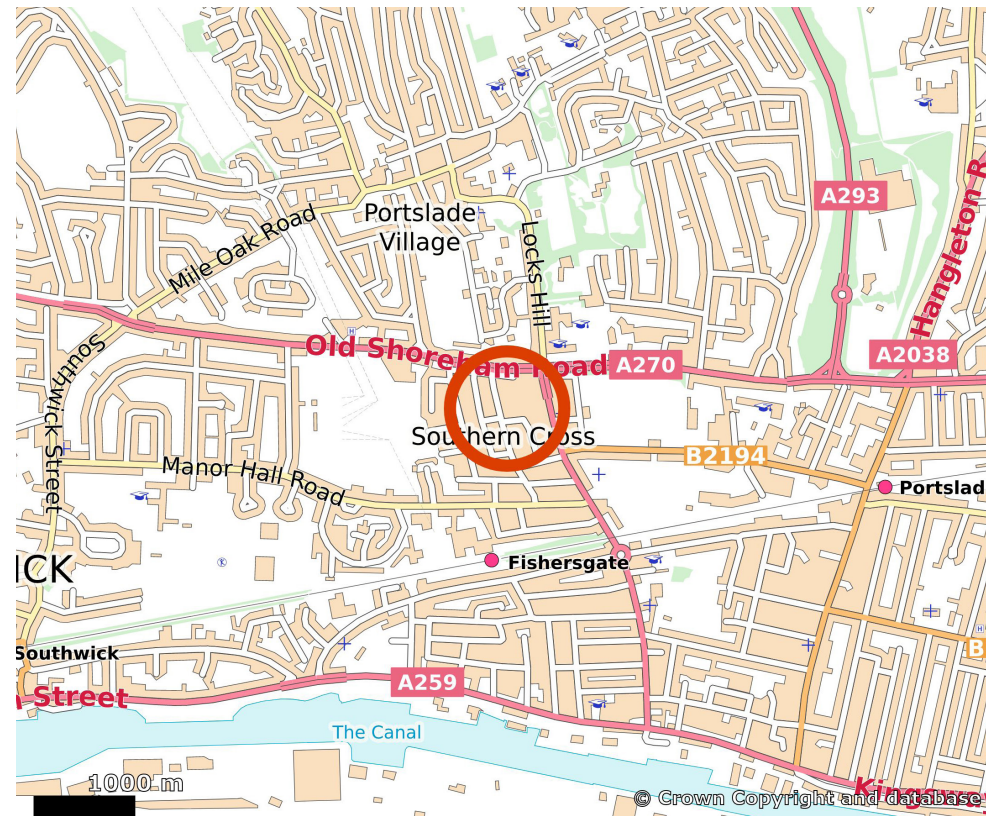 A293
Portslade
Village
Mile Oak Road
Locks Hill
Hangleton R
Old Shoreham Road
A270
A2038
Southwick Street
Southern Cross
B2194
Manor Hall Road
Portslad
ICK
Fishersgate
Southwick
B
Street
A259
The Canal
1000 m
Kingsway
© Crown Copyright and database